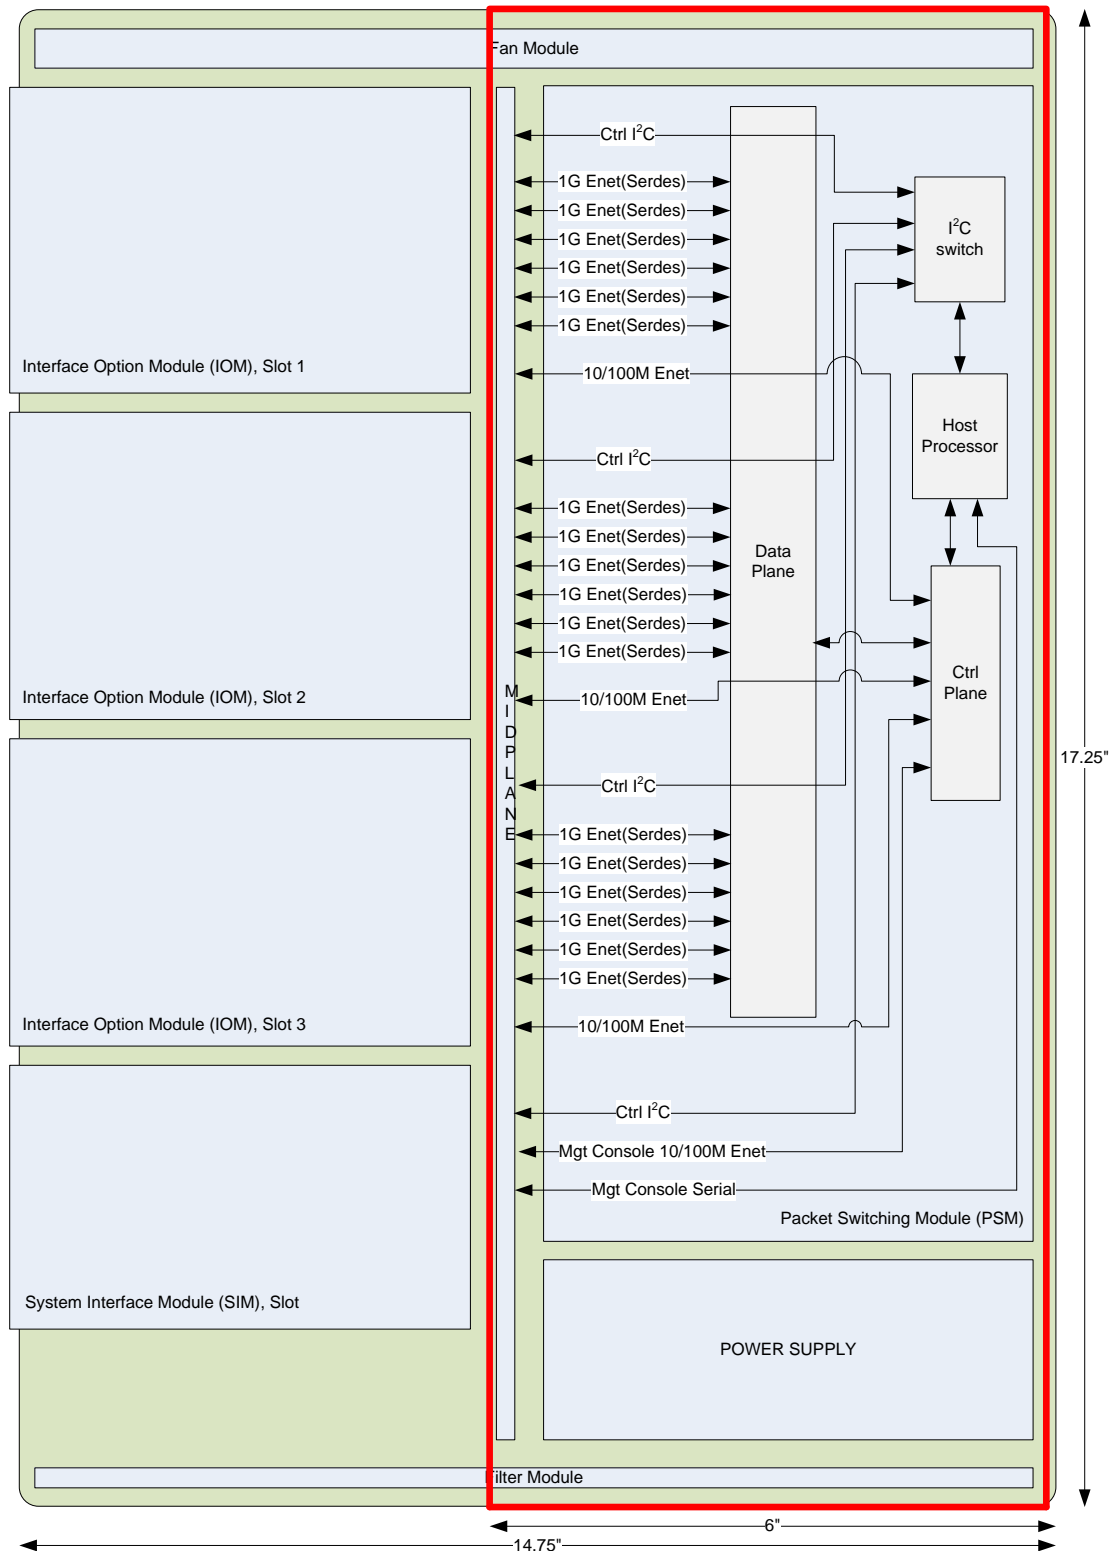 Fan Module
Ctrl I²C
1G Enet(Serdes)
1G Enet(Serdes)
1G Enet(Serdes)
1G Enet(Serdes)
1G Enet(Serdes)
1G Enet(Serdes)
I²C
switch
Interface Option Module (IOM), Slot 1
10/100M Enet
Host
Processor
Ctrl I²C
1G Enet(Serdes)
1G Enet(Serdes)
1G Enet(Serdes)
1G Enet(Serdes)
1G Enet(Serdes)
1G Enet(Serdes)
Data
Plane
Ctrl
Plane
Interface Option Module (IOM), Slot 2
10/100M Enet
MIDPLANE
17.25"
Ctrl I²C
1G Enet(Serdes)
1G Enet(Serdes)
1G Enet(Serdes)
1G Enet(Serdes)
1G Enet(Serdes)
1G Enet(Serdes)
Interface Option Module (IOM), Slot 3
10/100M Enet
Ctrl I²C
Mgt Console 10/100M Enet
Mgt Console Serial
Packet Switching Module (PSM)
System Interface Module (SIM), Slot
POWER SUPPLY
Filter Module
6"
14.75"